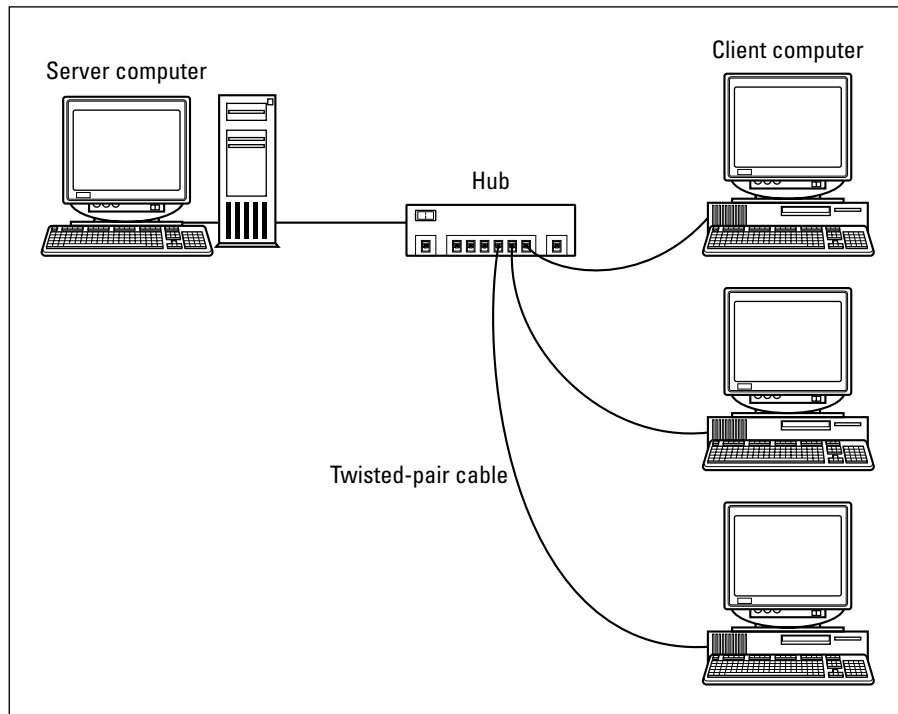 Server computer
Client computer
Hub
Twisted-pair cable